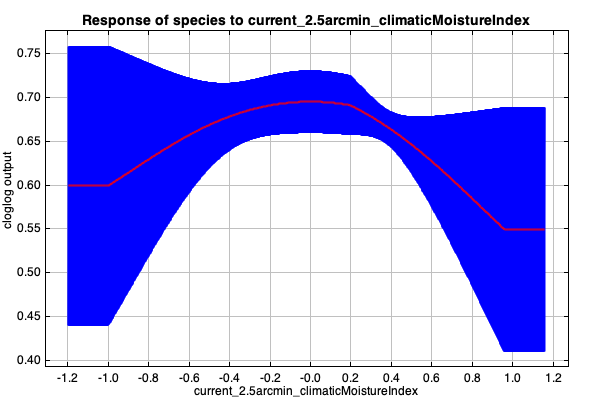 Response of species to current_2.5arcmin_climaticMoistureIndex
cloglog output
0.75
0.70
0.65
0.60
0.55
0.50
0.45
0.40
-1.2 -1.0 -0.8 -0.6 -0.4 -0.2 -0.0 0.2 0.4 0.6 0.8 1.0 1.2
current_2.5arcmin_climaticMoistureIndex